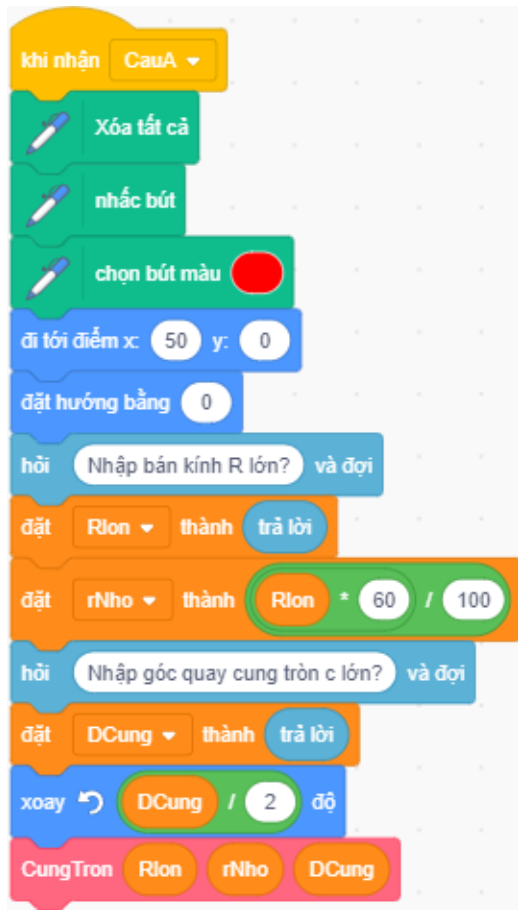 khi nhận CauA
Xóa tất cả
nhấc bút
chọn bút màu
đi tới điểm x: 50 y: 0
đặt hướng bằng 0
hỏi Nhập bán kính R lớn? và đợi
đặt Rlon thành trả lời
đặt rNho thành Rlon * 60 / 100
hỏi Nhập góc quay cung tròn c lớn? và đợi
đặt DCung thành trả lời
xoay DCung / 2 độ
CungTron Rlon rNho DCung